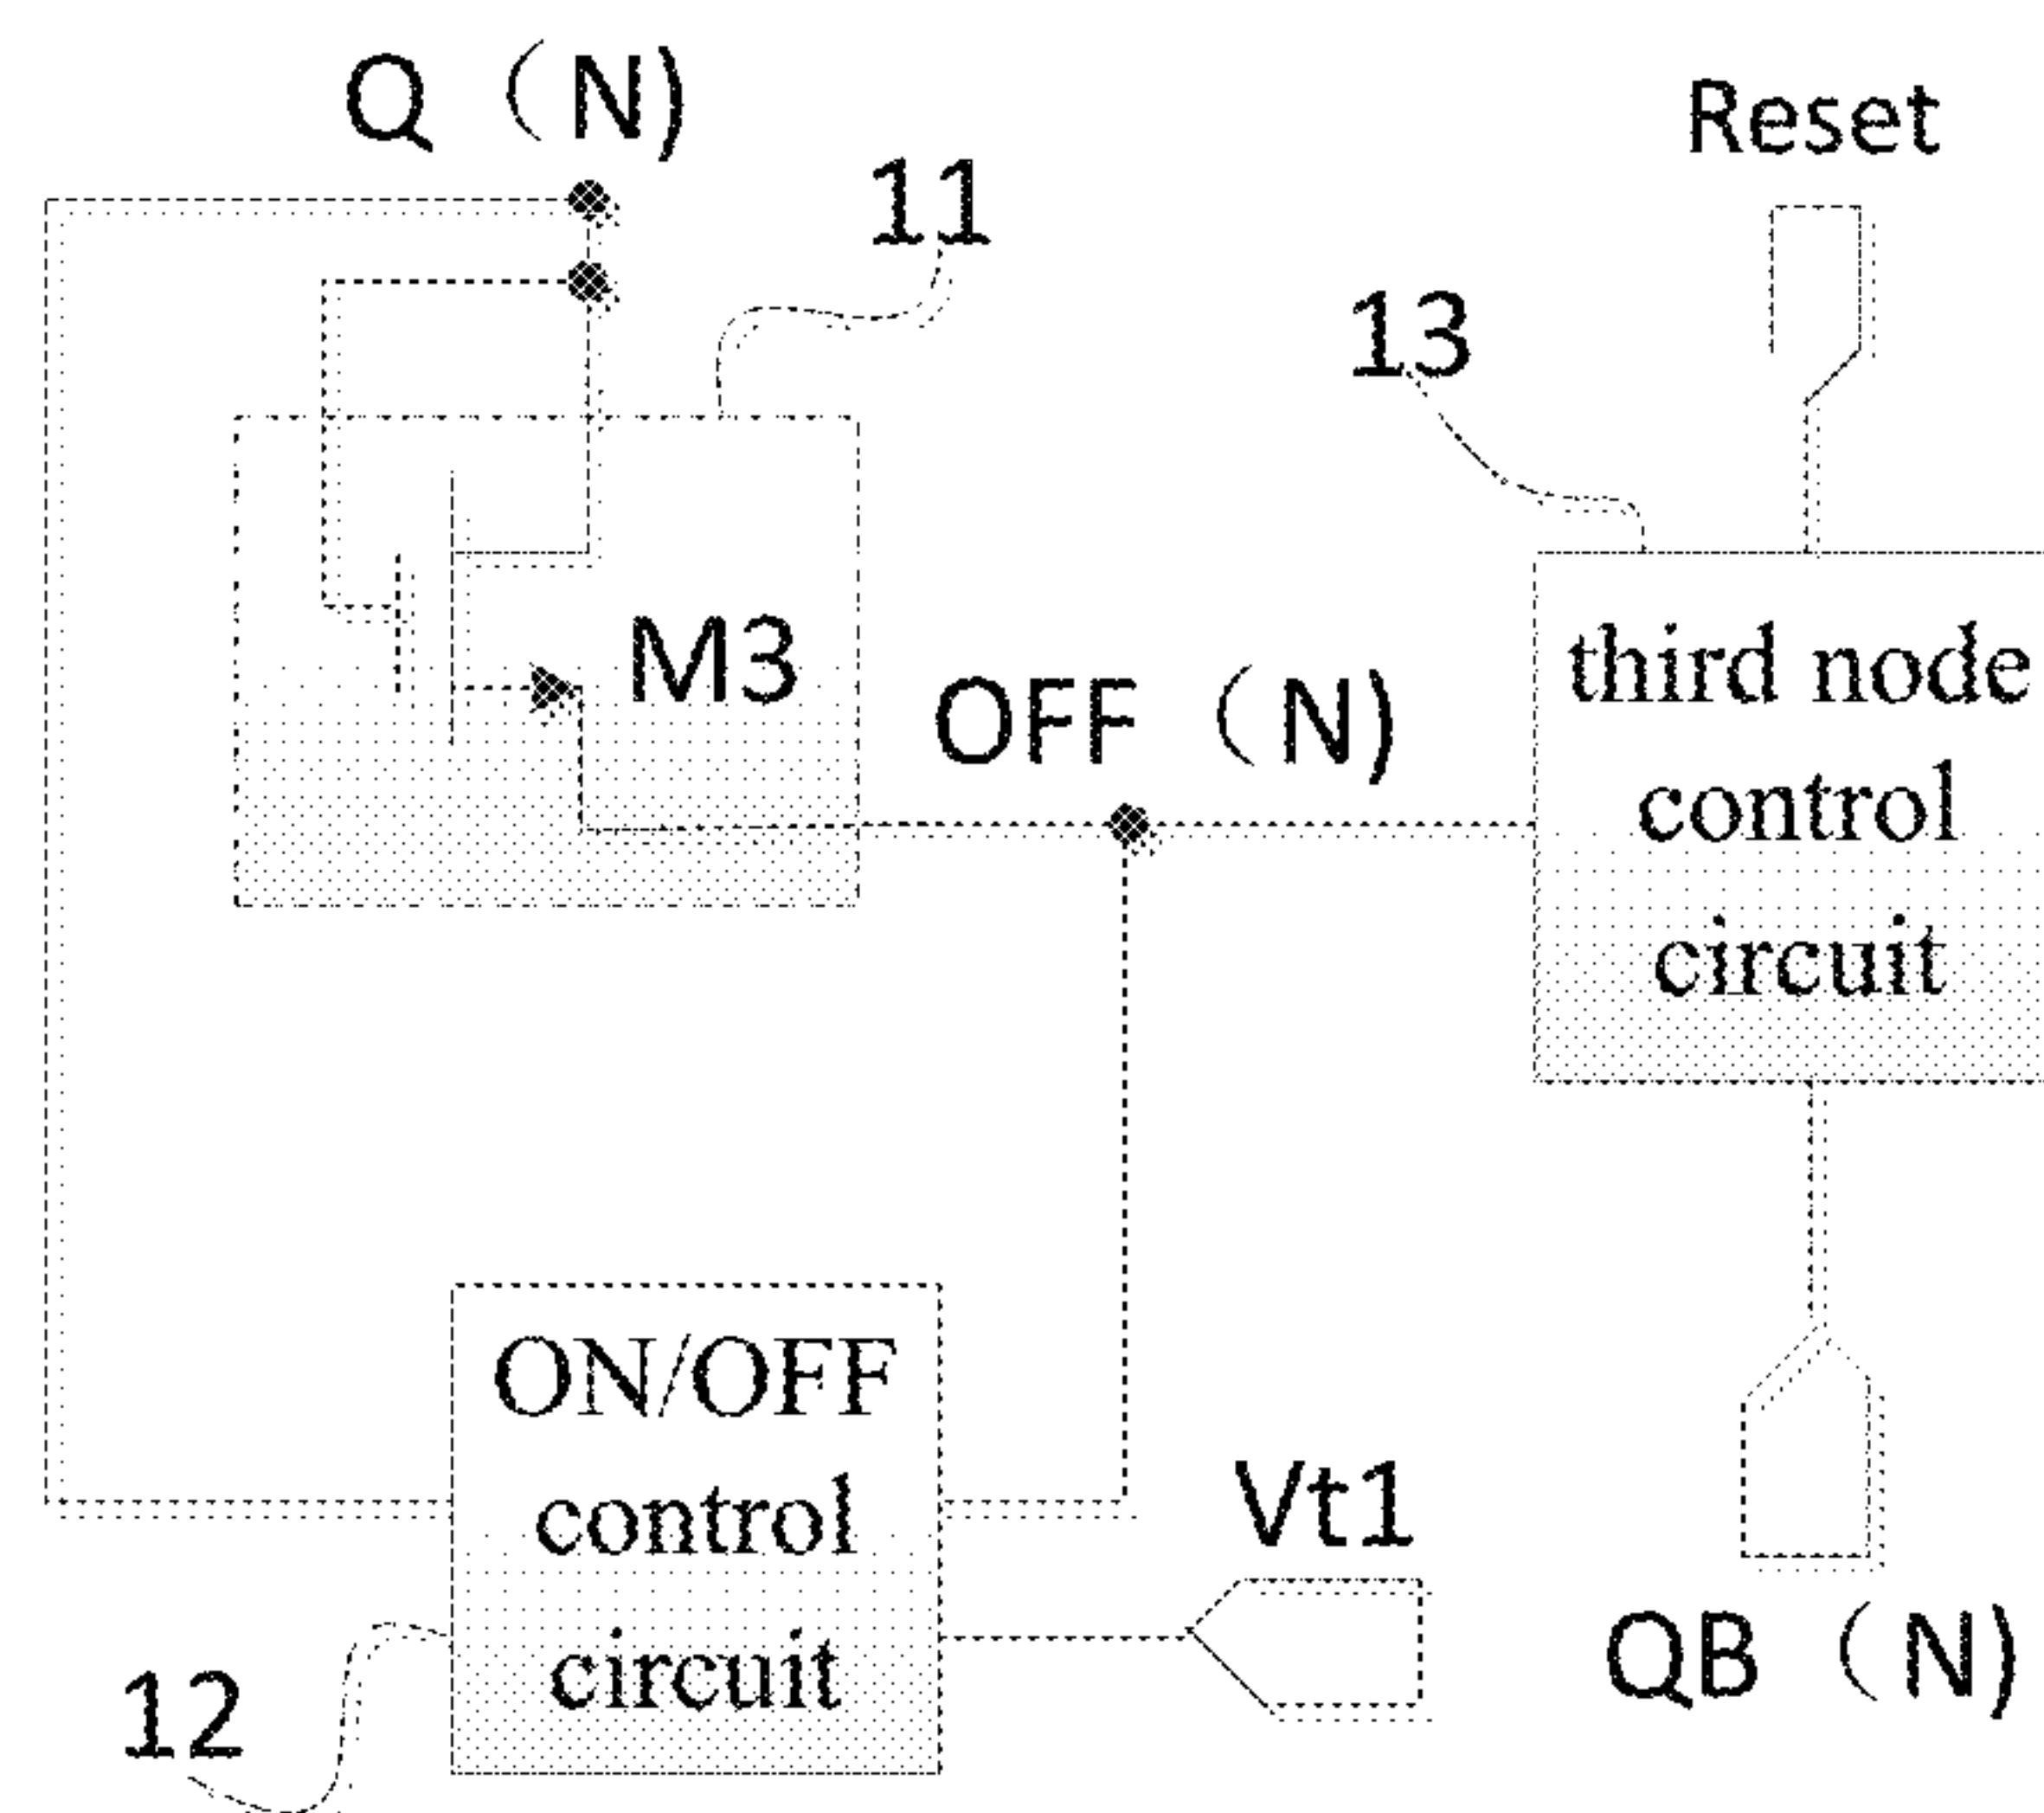 Q（N)
Reset
11
13
M3
OFF（N)
third node
control
circuit
ON/OFF
control
circuit
Vt1
QB（N)
12